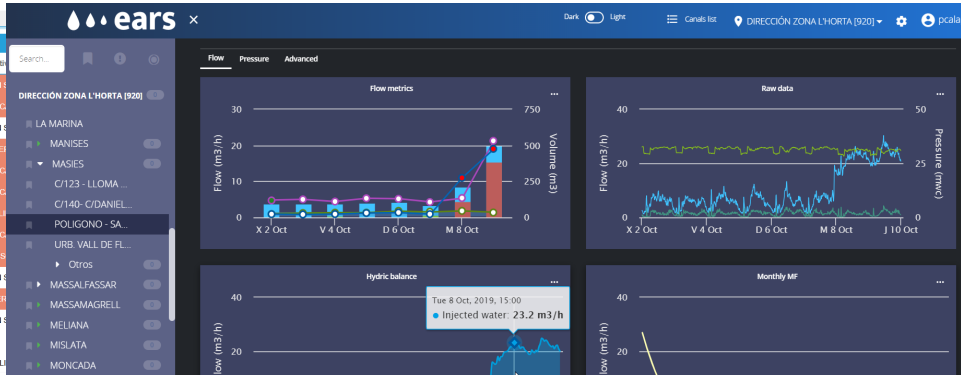 ears ×
Dark Light
Canals list
DIRECCIÓN ZONA L'HORTA [920]
pcala
Search...
DIRECCIÓN ZONA L'HORTA [920]
LA MARINA
MANISES
MASIES
C/123 - LLOMA ...
C/140- C/DANIEL...
POLIGONO - SA...
URB. VALL DE FL...
Otros
MASSALFASSAR
MASSAMAGRELL
MELIANA
MISLATA
MONCADA
Flow Pressure Advanced
Flow metrics
...
30 750
20 500
10 250
0 0
Flow (m3/h)
Volume (m3)
X 2 Oct V 4 Oct D 6 Oct M 8 Oct
Raw data
...
40 50
20 25
0 0
Flow (m3/h)
Pressure (mwc)
X 2 Oct V 4 Oct D 6 Oct M 8 Oct J 10 Oct
Hydric balance
...
40
20
Flow (m3/h)
Tue 8 Oct, 2019, 15:00
Injected water: 23.2 m3/h
Monthly MF
...
40
20
Flow (m3/h)